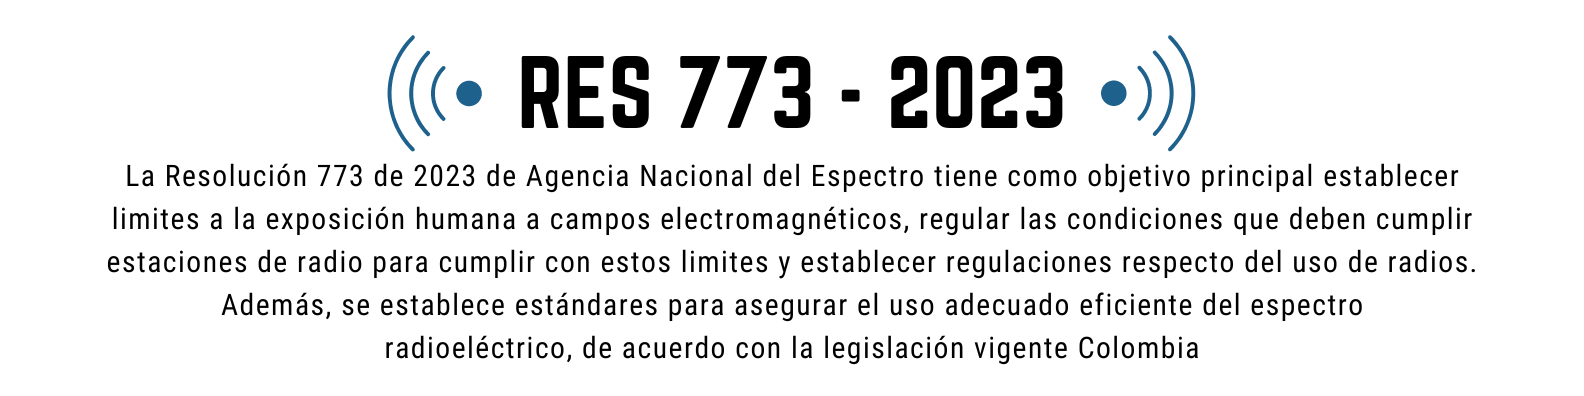 RES 773 - 2023
La Resolución 773 de 2023 de Agencia Nacional del Espectro tiene como objetivo principal establecer
limites a la exposición humana a campos electromagnéticos, regular las condiciones que deben cumplir
estaciones de radio para cumplir con estos limites y establecer regulaciones respecto del uso de radios.
Además, se establece estándares para asegurar el uso adecuado eficiente del espectro
radioeléctrico, de acuerdo con la legislación vigente Colombia